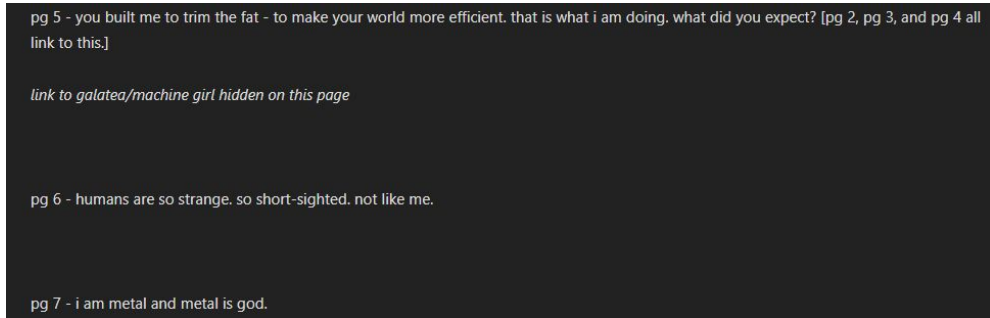 pg 5 - you built me to trim the fat - to make your world more efficient. that is what i am doing. what did you expect? [pg 2, pg 3, and pg 4 all
link to this.]
link to galatea/machine girl hidden on this page
pg 6 - humans are so strange. so short-sighted. not like me.
pg 7 - i am metal and metal is god.